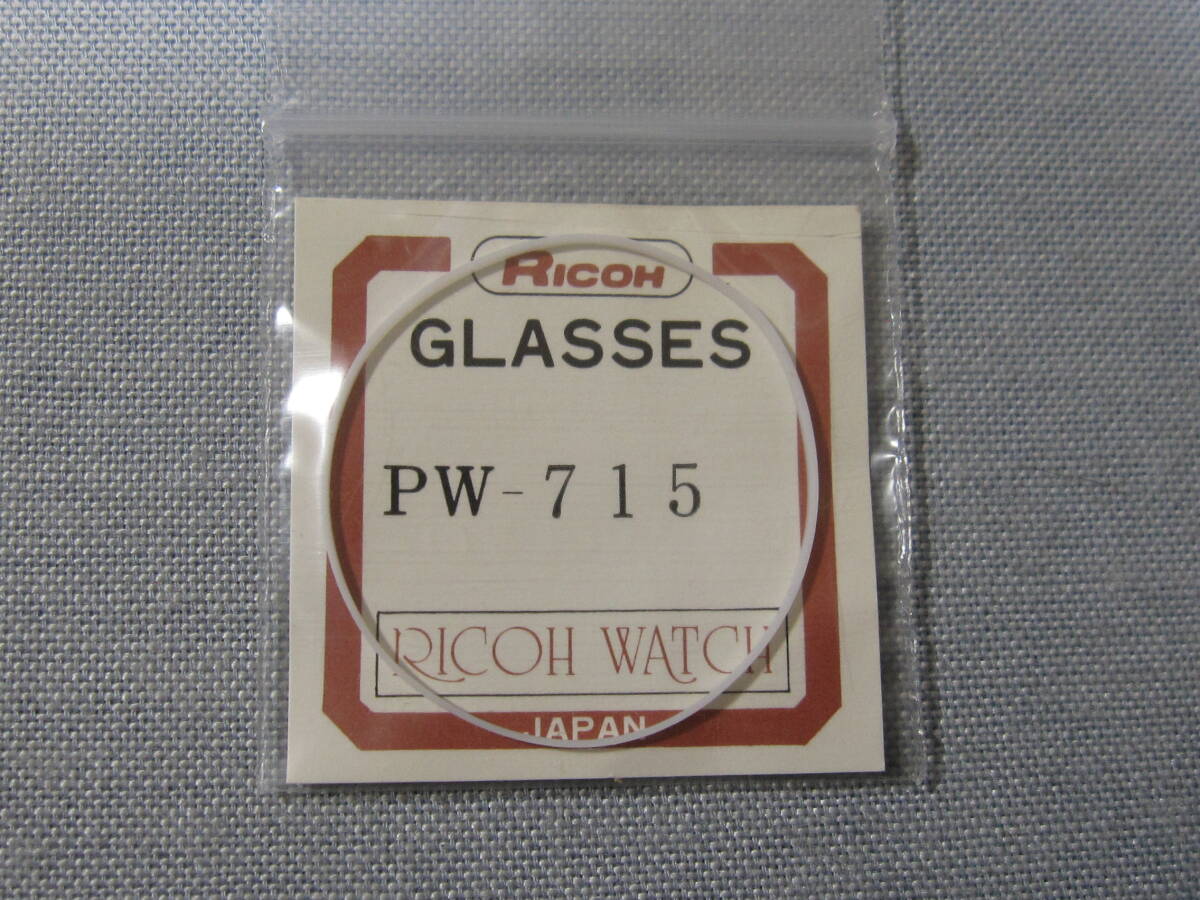 RICOH
GLASSES
PW-715
RICOH WATCH
JAPAN